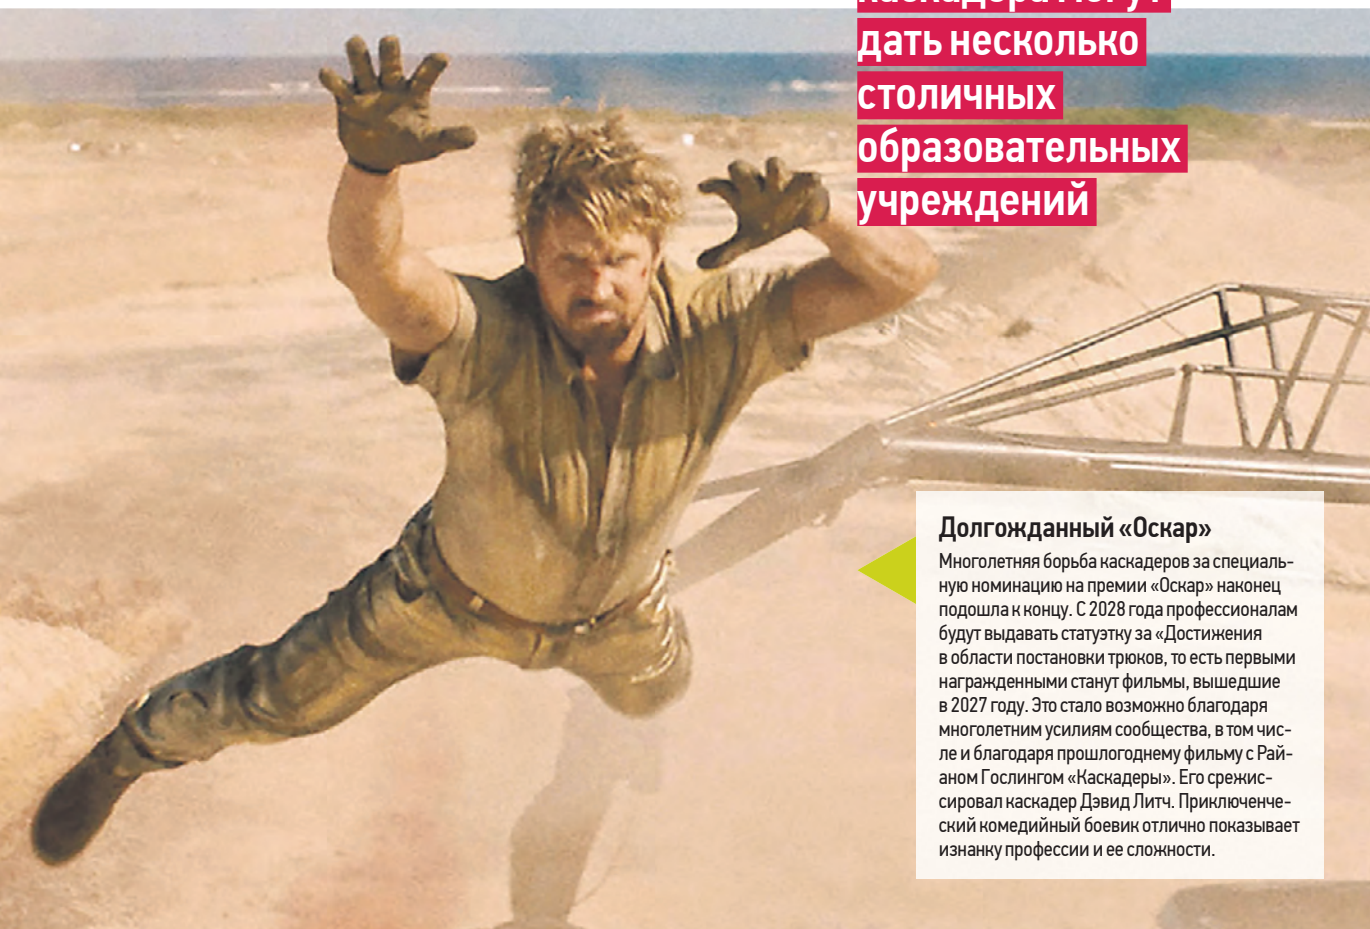 каскадера могут
дать несколько
столичных
образовательных
учреждений
Долгожданный «Оскар»
Многолетняя борьба каскадеров за специаль-
ную номинацию на премии «Оскар» наконец
подошла к концу. С 2028 года профессионалам
будут выдавать статуэтку за «Достижения
в области постановки трюков, то есть первыми
награжденными станут фильмы, вышедшие
в 2027 году. Это стало возможно благодаря
многолетним усилиям сообщества, в том чис-
ле и благодаря прошлогоднему фильму с Рай-
аном Гослингом «Каскадеры». Его срежис-
сировал каскадер Дэвид Литч. Приключенче-
ский комедийный боевик отлично показывает
изнанку профессии и ее сложности.